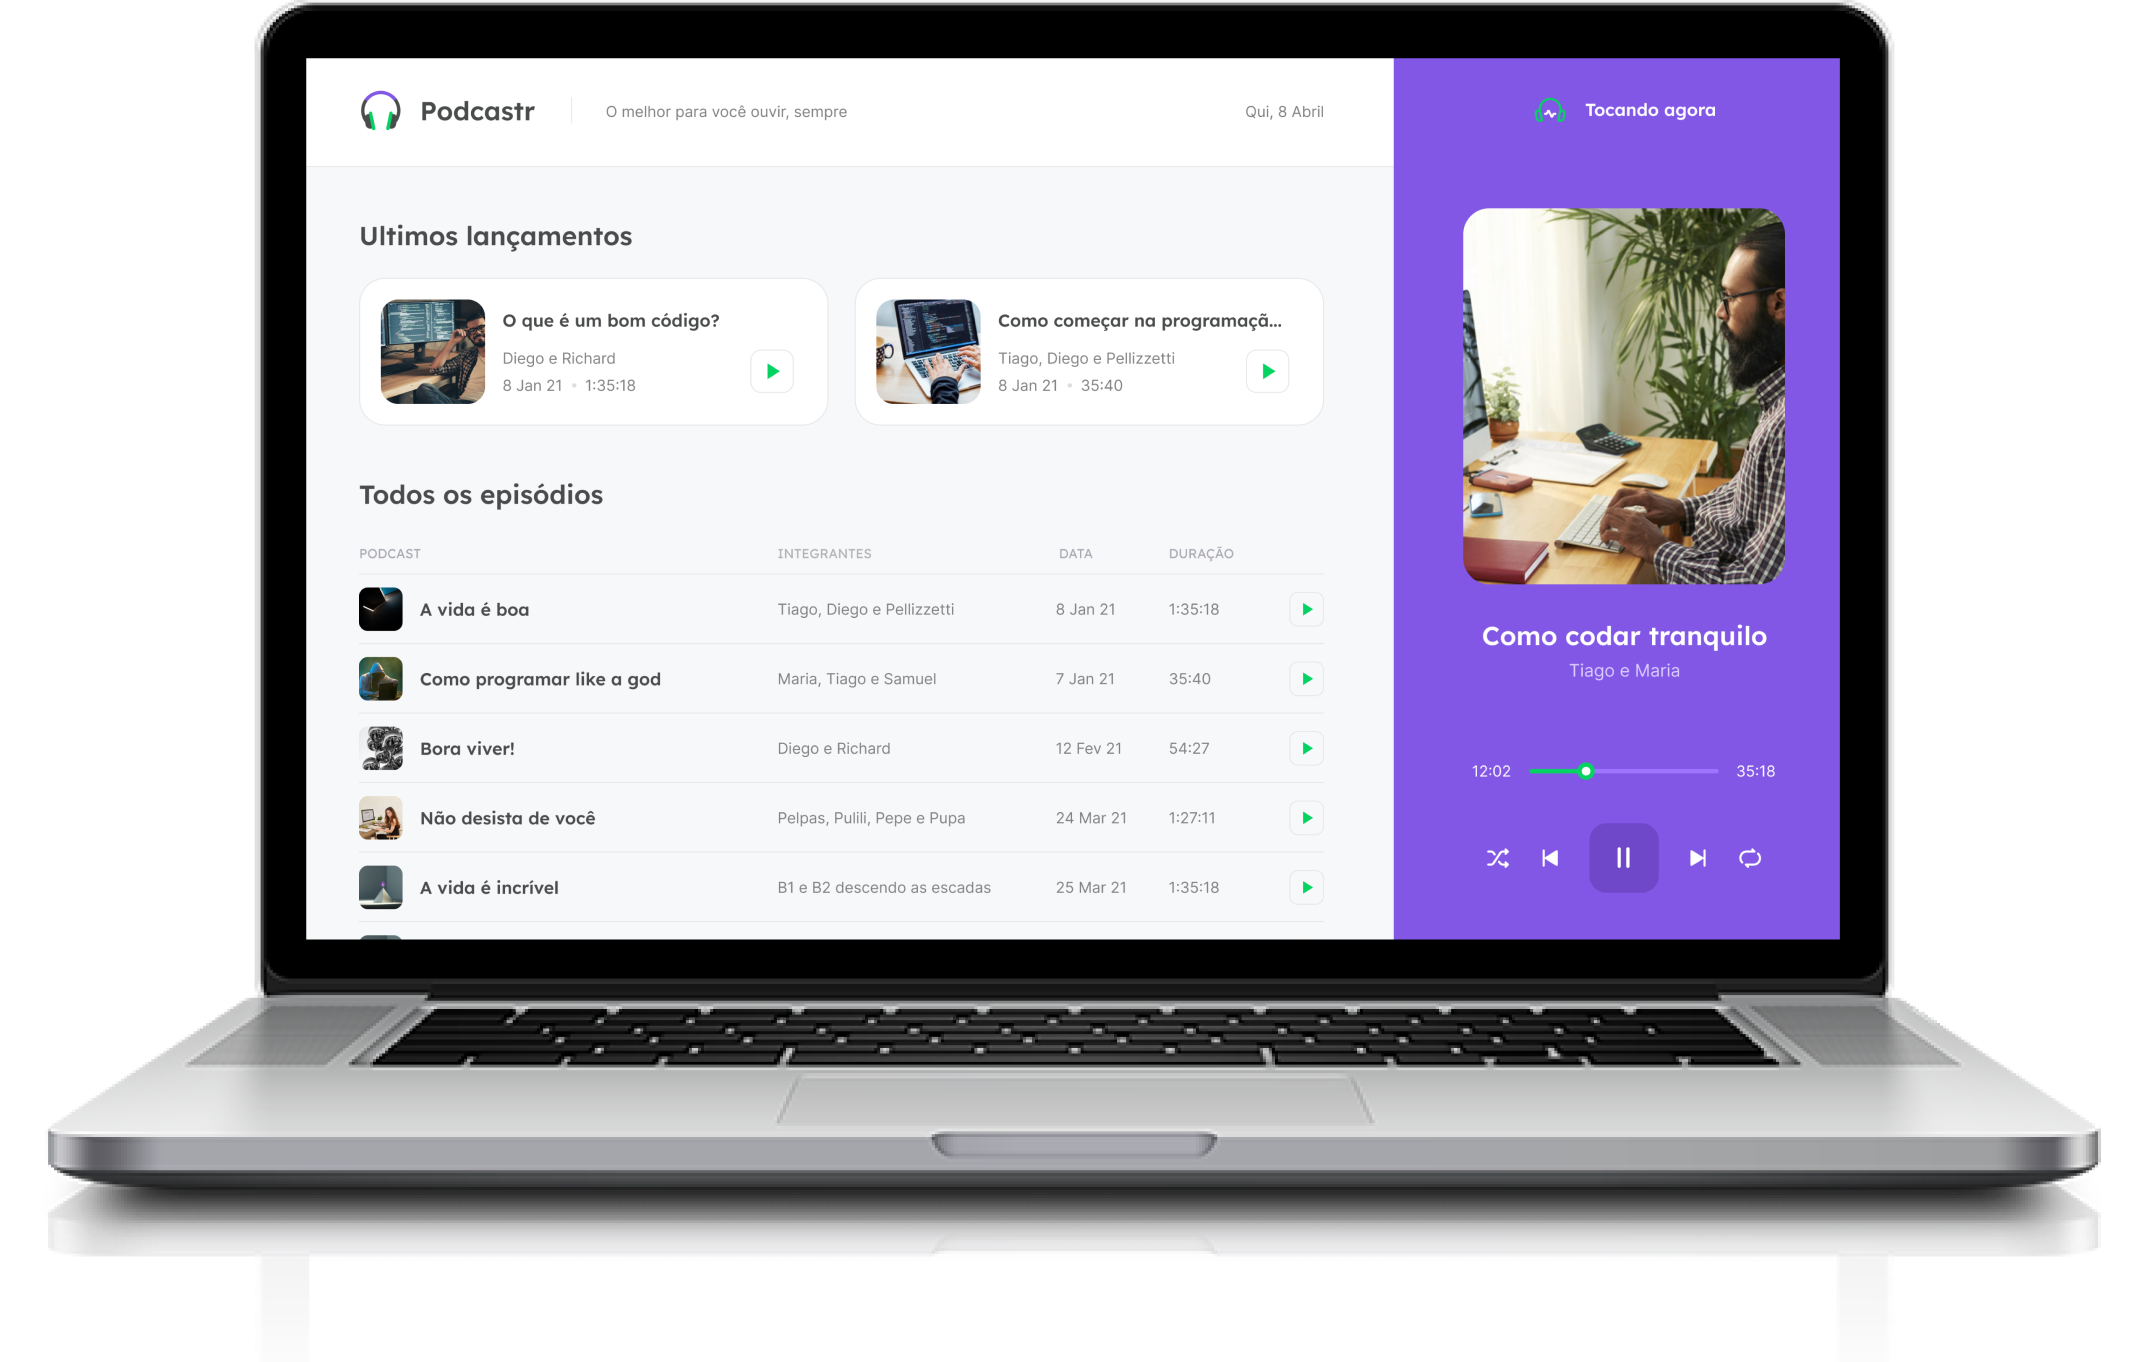 Podcastr
O melhor para você ouvir, sempre
Qui, 8 Abril
Ultimos lançamentos
O que é um bom código?
Diego e Richard
8 Jan 21 • 1:35:18
Como começar na programaçã...
Tiago, Diego e Pellizzetti
8 Jan 21 • 35:40
Todos os episódios
PODCAST INTEGRANTES DATA DURAÇÃO
A vida é boa Tiago, Diego e Pellizzetti 8 Jan 21 1:35:18
Como programar like a god Maria, Tiago e Samuel 7 Jan 21 35:40
Bora viver! Diego e Richard 12 Fev 21 54:27
Não desista de você Pelpas, Pulili, Pepe e Pupa 24 Mar 21 1:27:11
A vida é incrível B1 e B2 descendo as escadas 25 Mar 21 1:35:18
Tocando agora
Como codar tranquilo
Tiago e Maria
12:02 35:18